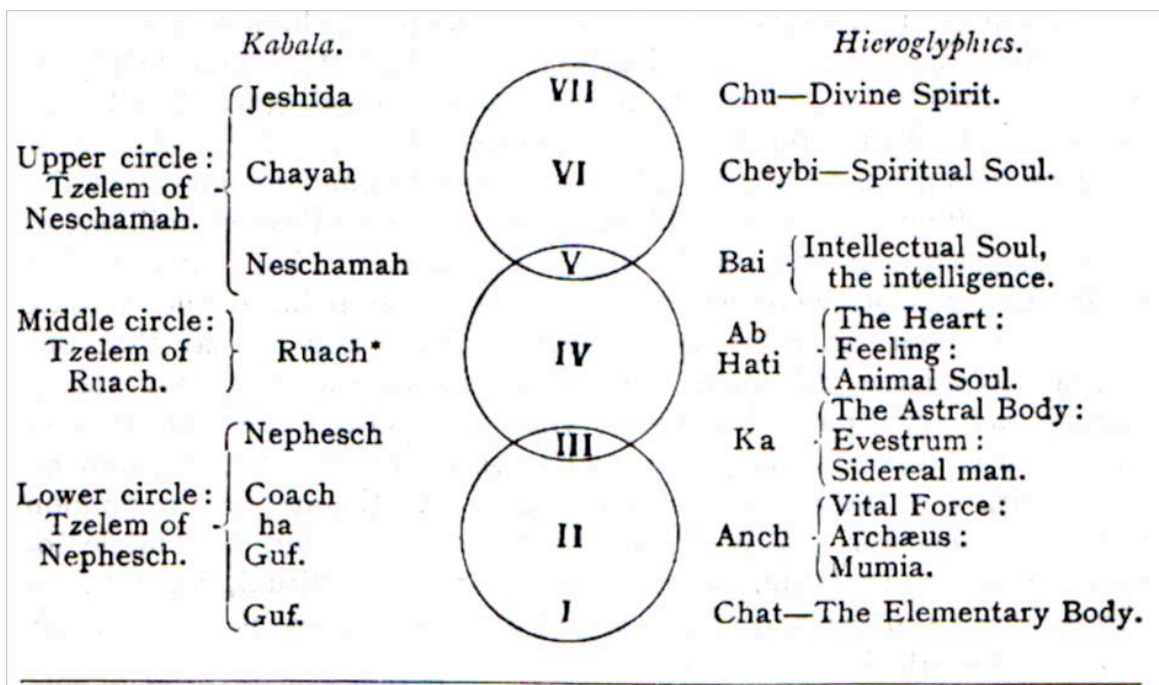 Kabala.
Hieroglyphics.
Jeshida
VII
Chu—Divine Spirit.
Upper circle:
Tzelem of
Neschamah.
Chayah
VI
Cheybi—Spiritual Soul.
Neschamah
V
Bai
Intellectual Soul,
the intelligence.
Middle circle:
Tzelem of
Ruach.
Ruach*
IV
Ab
Hati
The Heart:
Feeling:
Animal Soul.
Nephesch
III
Ka
The Astral Body:
Evestrum:
Sidereal man.
Lower circle:
Tzelem of
Nephesch.
Coach
ha
Guf.
II
Anch
Vital Force:
Archæus:
Mumia.
Guf.
I
Chat—The Elementary Body.